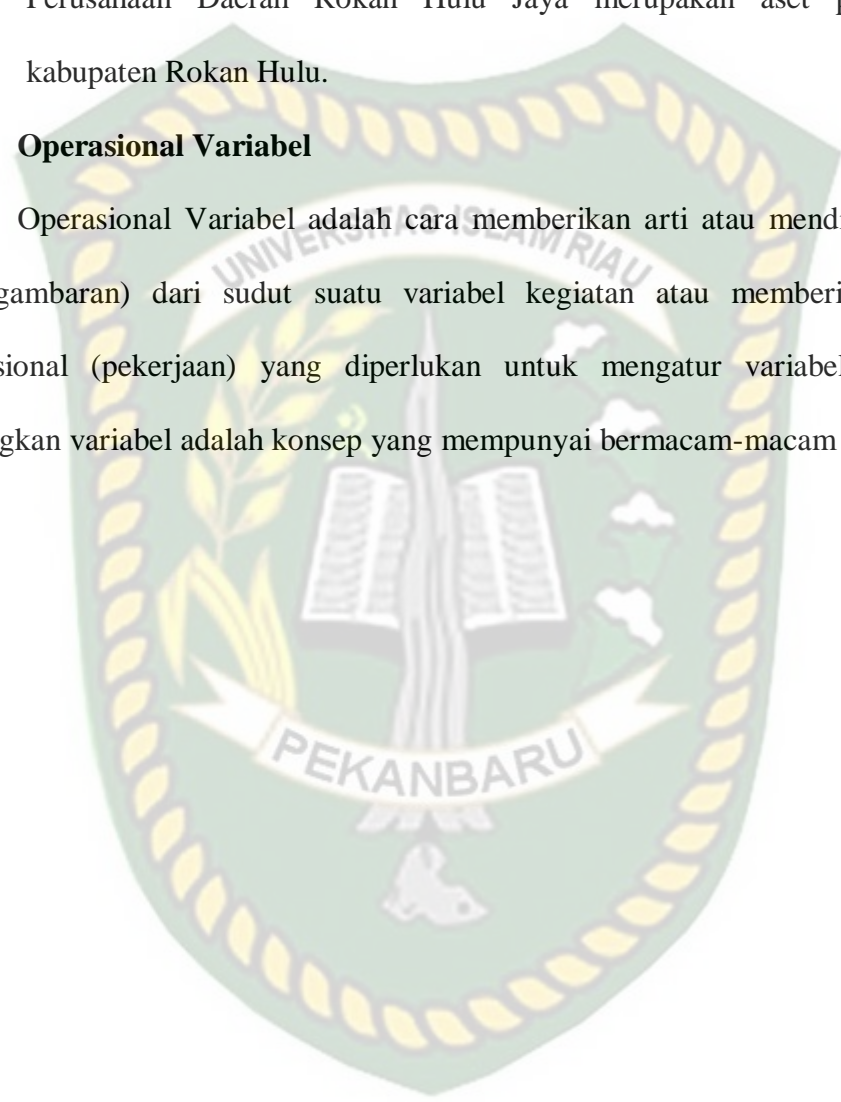 Perusahaan Daerah Rokan Hulu Jaya merupakan aset p
kabupaten Rokan Hulu.
Operasional Variabel
Operasional Variabel adalah cara memberikan arti atau mendi
gambaran) dari sudut suatu variabel kegiatan atau memberi
sional (pekerjaan) yang diperlukan untuk mengatur variabel
gkan variabel adalah konsep yang mempunyai bermacam-macam
UNIVERSITAS ISLAM RIAU
PEKANBARU